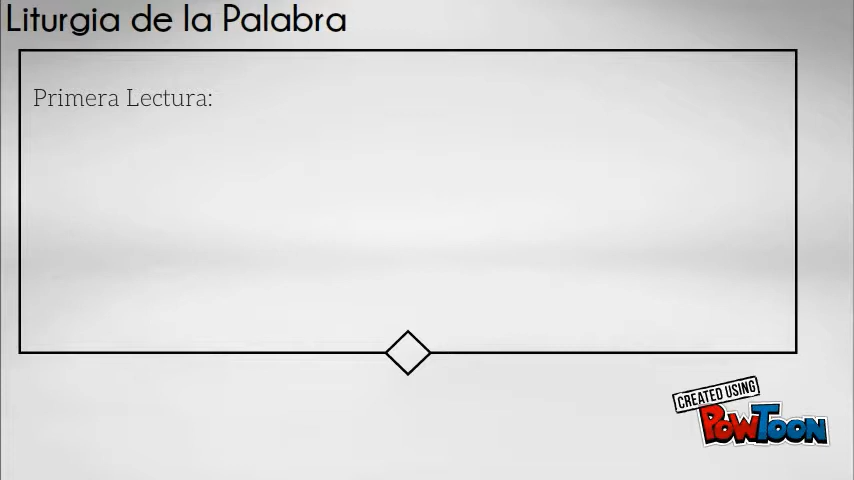 Liturgia de la Palabra
Primera Lectura:
CREATED USING
POWTOON